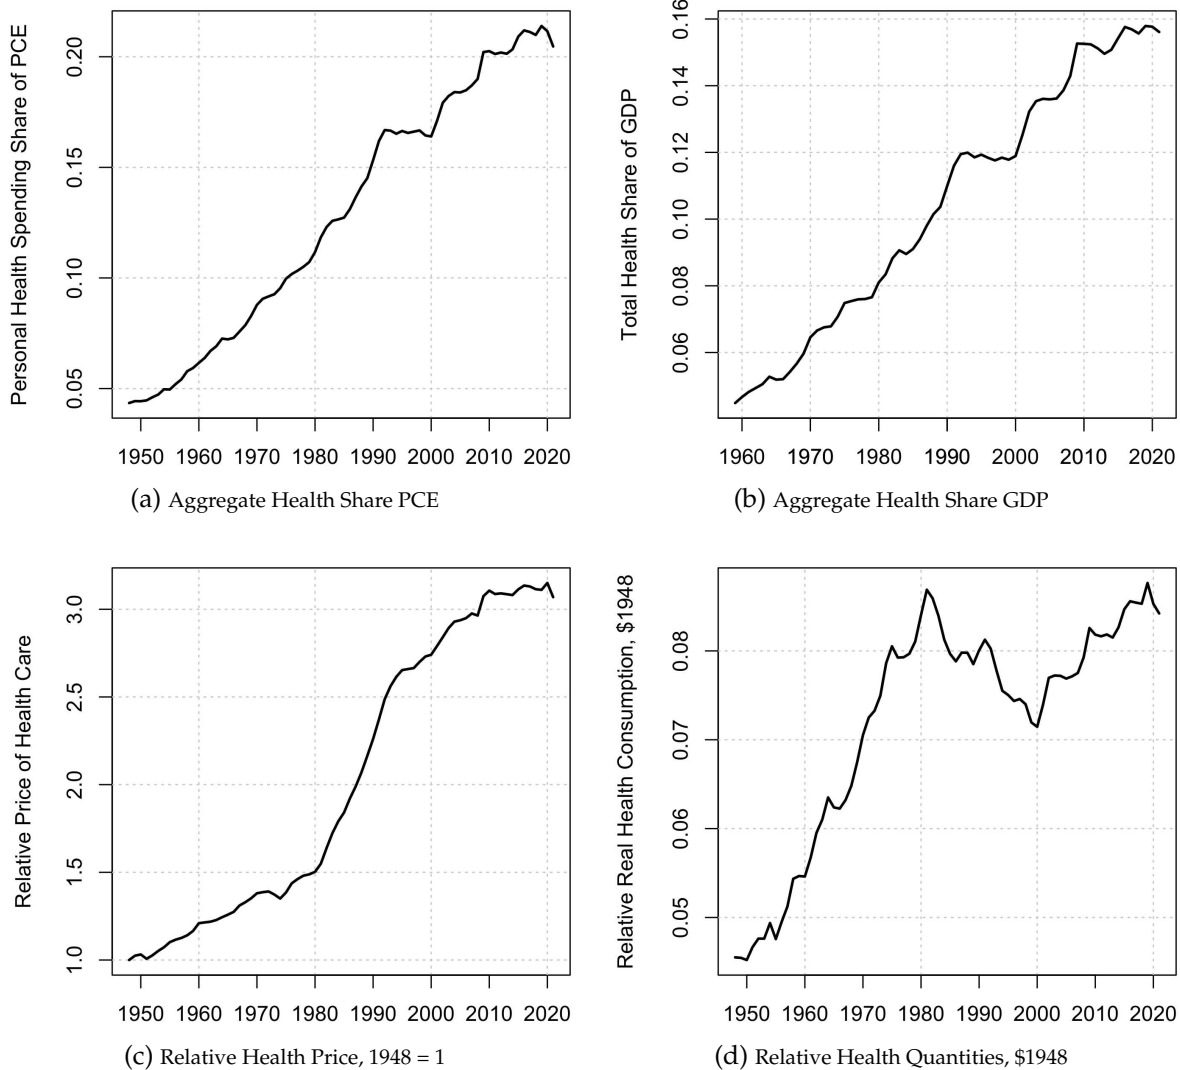 Personal Health Spending Share of PCE
0.20
0.15
0.10
0.05
1950 1960 1970 1980 1990 2000 2010 2020
(a) Aggregate Health Share PCE
Total Health Share of GDP
0.16
0.14
0.12
0.10
0.08
0.06
1960 1970 1980 1990 2000 2010 2020
(b) Aggregate Health Share GDP
Relative Price of Health Care
3.0
2.5
2.0
1.5
1.0
1950 1960 1970 1980 1990 2000 2010 2020
(c) Relative Health Price, 1948 = 1
Relative Real Health Consumption, $1948
0.08
0.07
0.06
0.05
1950 1960 1970 1980 1990 2000 2010 2020
(d) Relative Health Quantities, $1948